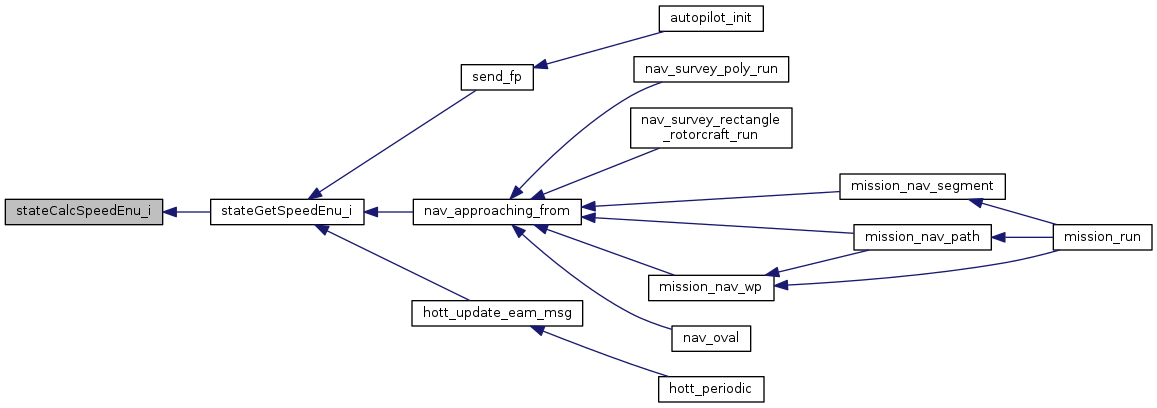 autopilot_init
send_fp
nav_survey_poly_run
nav_survey_rectangle
_rotorcraft_run
mission_nav_segment
stateCalcSpeedEnu_i
stateGetSpeedEnu_i
nav_approaching_from
mission_nav_path
mission_run
mission_nav_wp
hott_update_eam_msg
nav_oval
hott_periodic